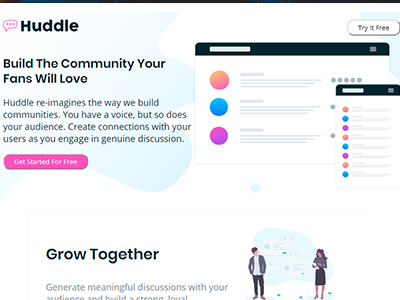 Huddle
Try It Free
Build The Community Your
Fans Will Love
Huddle re-imagines the way we build
communities. You have a voice, but so does
your audience. Create connections with your
users as you engage in genuine discussion.
Get Started For Free
Grow Together
Generate meaningful discussions with your
audience and build a strong, loyal